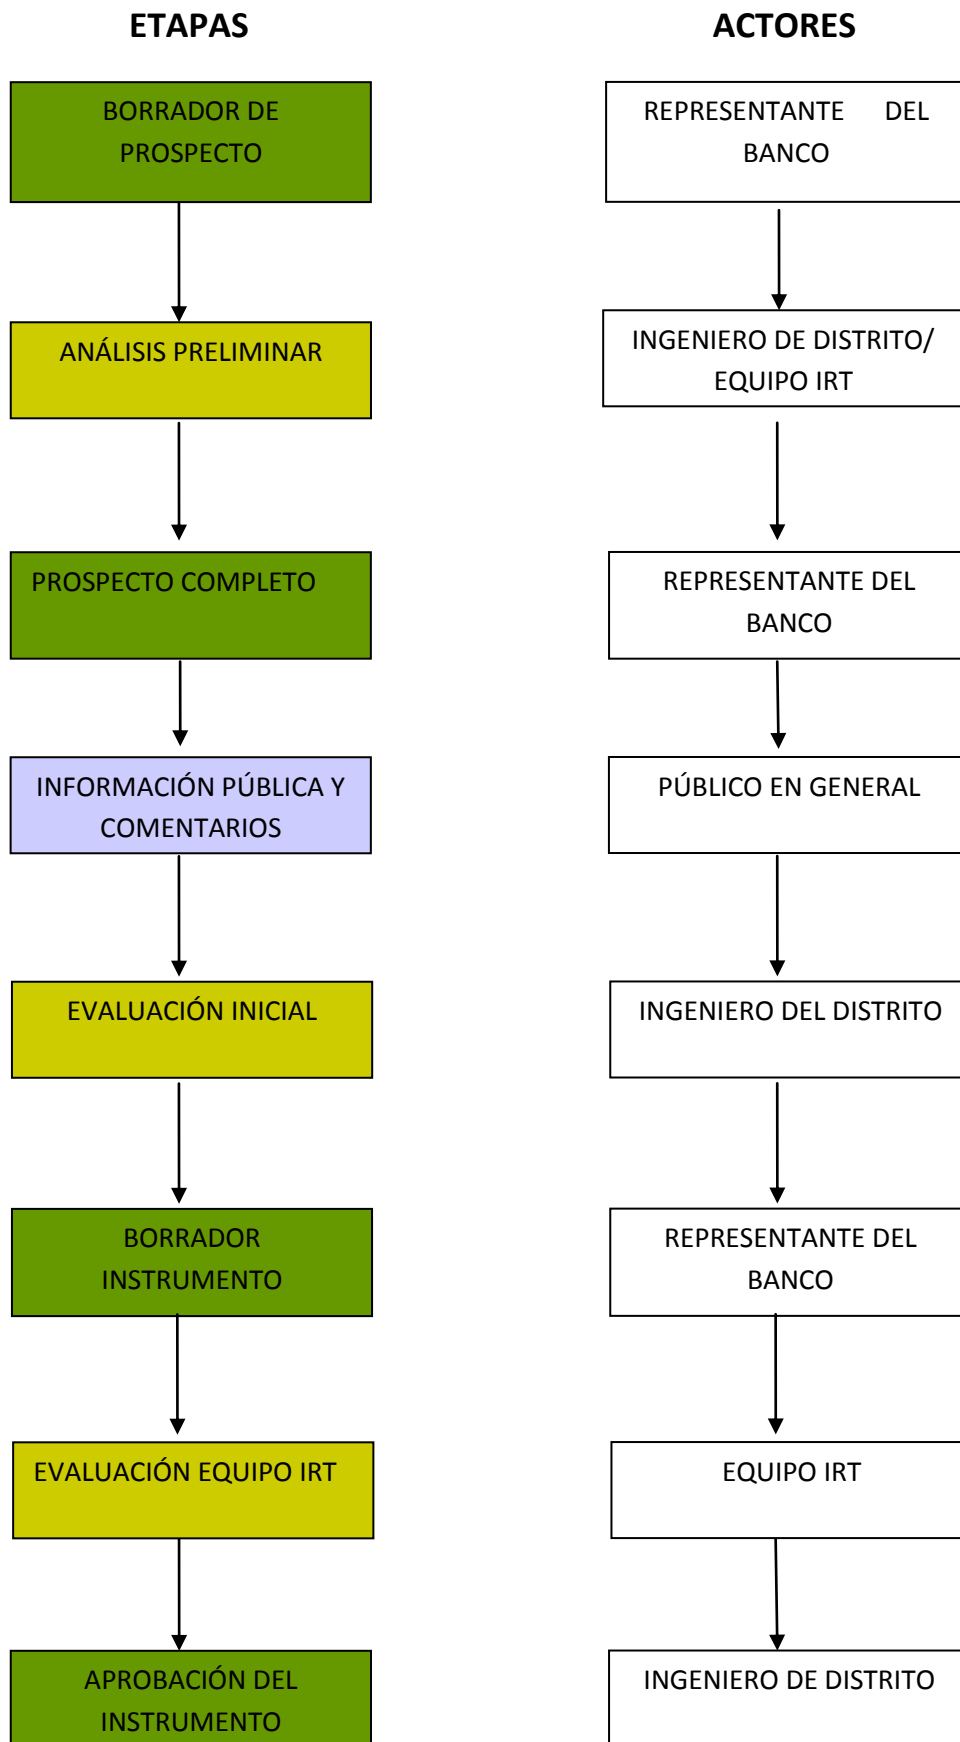 ETAPAS
ACTORES
BORRADOR DE
PROSPECTO
REPRESENTANTE DEL
BANCO
ANÁLISIS PRELIMINAR
INGENIERO DE DISTRITO/
EQUIPO IRT
PROSPECTO COMPLETO
REPRESENTANTE DEL
BANCO
INFORMACIÓN PÚBLICA Y
COMENTARIOS
PÚBLICO EN GENERAL
EVALUACIÓN INICIAL
INGENIERO DEL DISTRITO
BORRADOR
INSTRUMENTO
REPRESENTANTE DEL
BANCO
EVALUACIÓN EQUIPO IRT
EQUIPO IRT
APROBACIÓN DEL
INSTRUMENTO
INGENIERO DE DISTRITO